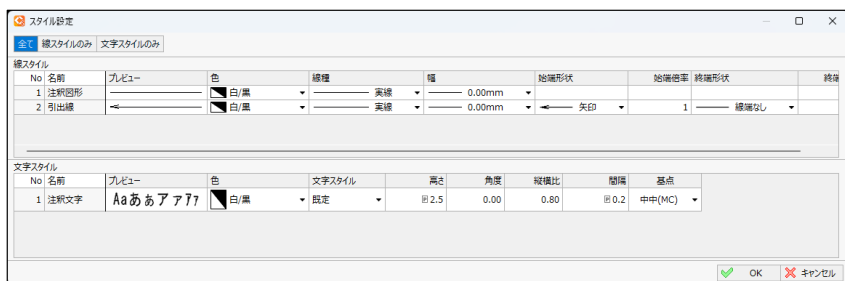 スタイル設定
全て 線スタイルのみ 文字スタイルのみ
線スタイル
No 名前 プレビュー 色 線種 幅 始端形状 始端倍率 終端形状 終端
1 注釈図形 白/黒 実線 0.00mm
2 引出線 白/黒 実線 0.00mm 矢印 1 線端なし
文字スタイル
No 名前 プレビュー 色 文字スタイル 高さ 角度 縦横比 間隔 基点
1 注釈文字 Aaあぁアァｱｧ 白/黒 既定 2.5 0.00 0.80 0.2 中中(MC)
OK キャンセル